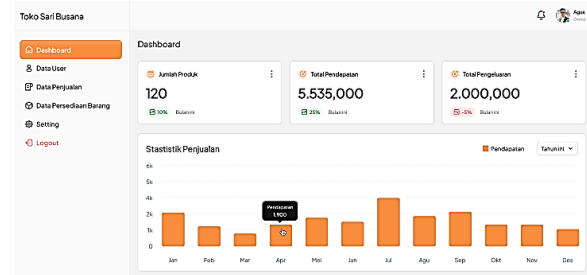 Toko Sari Busana
Agus
Dashboard
Data User
Data Penjualan
Data Persediaan Barang
Setting
Logout
Dashboard
Jumlah Produk
120
10% Bulan ini
Total Pendapatan
5.535,000
25% Bulan ini
Total Pengeluaran
2.000,000
-5% Bulan ini
Stastistik Penjualan
Pendapatan
Tahun ini
6k
5k
4k
2k
1k
0
Pendapatan
1,900
Jan Feb Mar Apr Mei Jun Jul Agu Sep Okt Nov Des